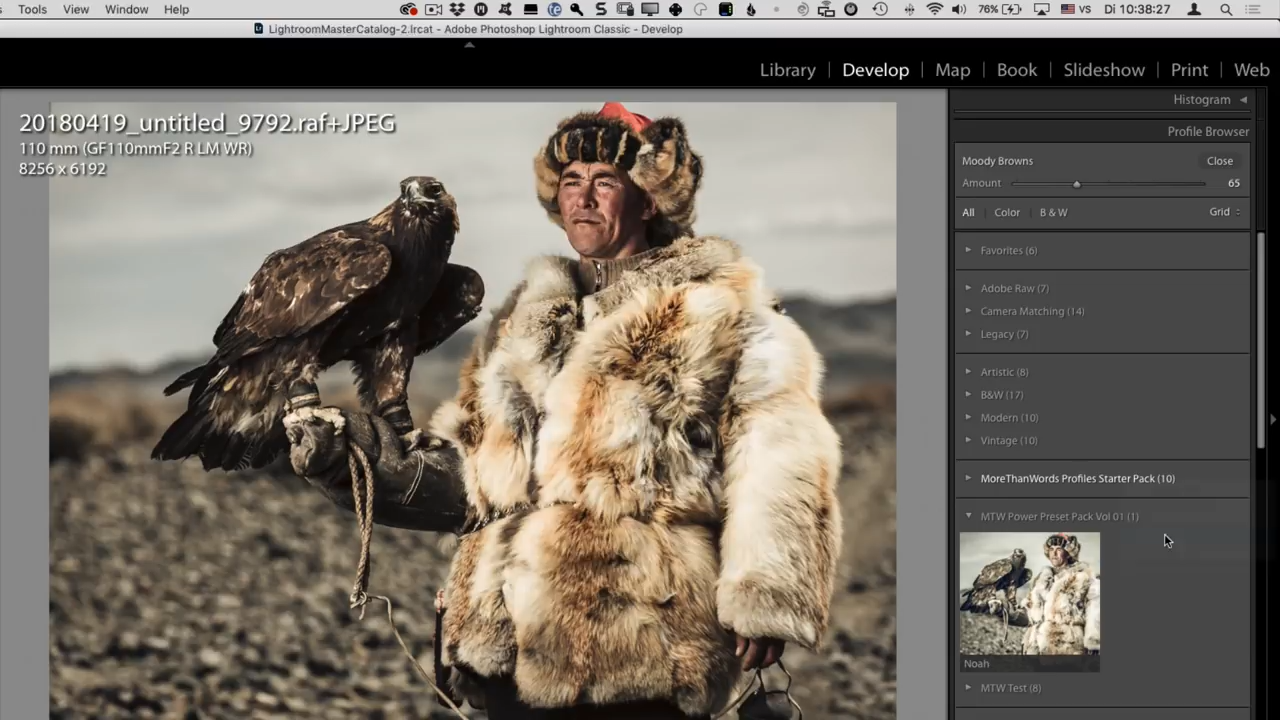 Tools View Window Help 76% VS Di 10:38:27
LightroomMasterCatalog-2.lrcat - Adobe Photoshop Lightroom Classic - Develop
Library | Develop | Map | Book | Slideshow | Print | Web
20180419_untitled_9792.raf+JPEG
110 mm (GF110mmF2 R LM WR)
8256 x 6192
Histogram
Profile Browser
Moody Browns Close
Amount 65
All | Color | B & W Grid
Favorites (6)
Adobe Raw (7)
Camera Matching (14)
Legacy (7)
Artistic (8)
B&W (17)
Modern (10)
Vintage (10)
MoreThanWords Profiles Starter Pack (10)
MTW Power Preset Pack Vol 01 (1)
Noah
MTW Test (8)